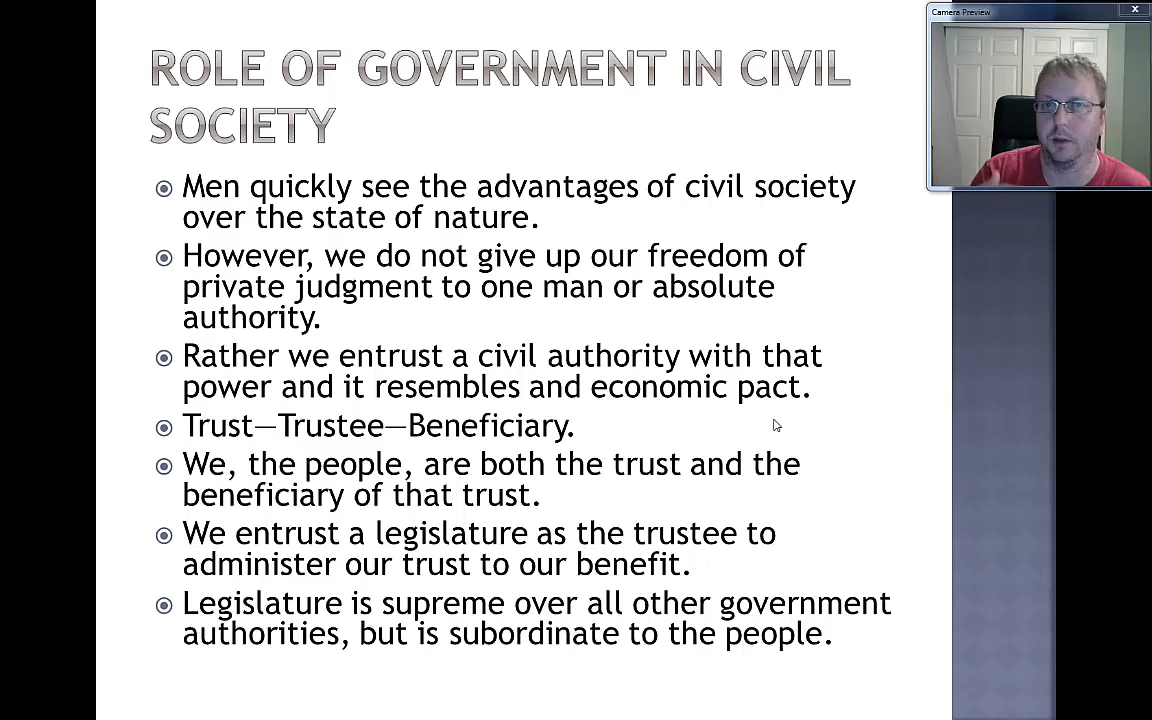 Camera Preview
ROLE OF GOVERNMENT IN CIVIL
SOCIETY
Men quickly see the advantages of civil society
over the state of nature.
However, we do not give up our freedom of
private judgment to one man or absolute
authority.
Rather we entrust a civil authority with that
power and it resembles and economic pact.
Trust—Trustee—Beneficiary.
We, the people, are both the trust and the
beneficiary of that trust.
We entrust a legislature as the trustee to
administer our trust to our benefit.
Legislature is supreme over all other government
authorities, but is subordinate to the people.